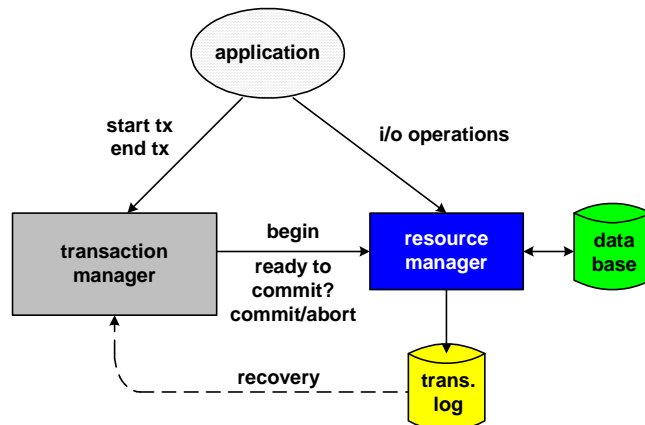 application
start tx
end tx
i/o operations
transaction
manager
begin
ready to
commit?
commit/abort
resource
manager
data
base
recovery
trans.
log